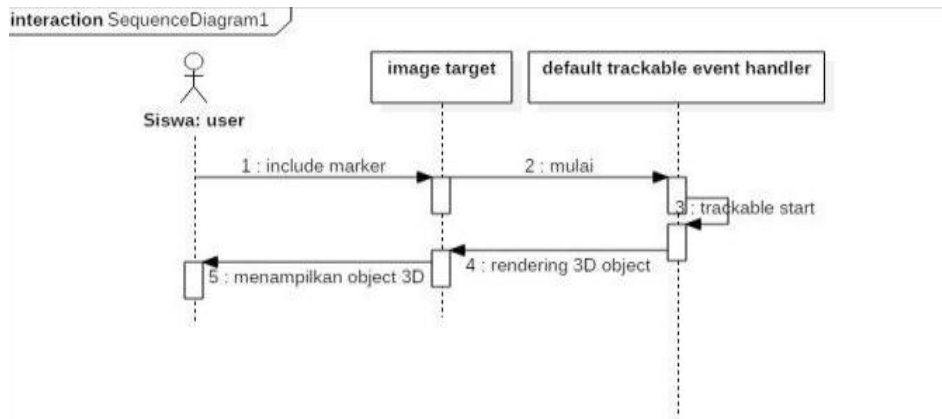 interaction SequenceDiagram1
image target
default trackable event handler
Siswa: user
1 : include marker
2 : mulai
3 : trackable start
4 : rendering 3D object
5 : menampilkan object 3D